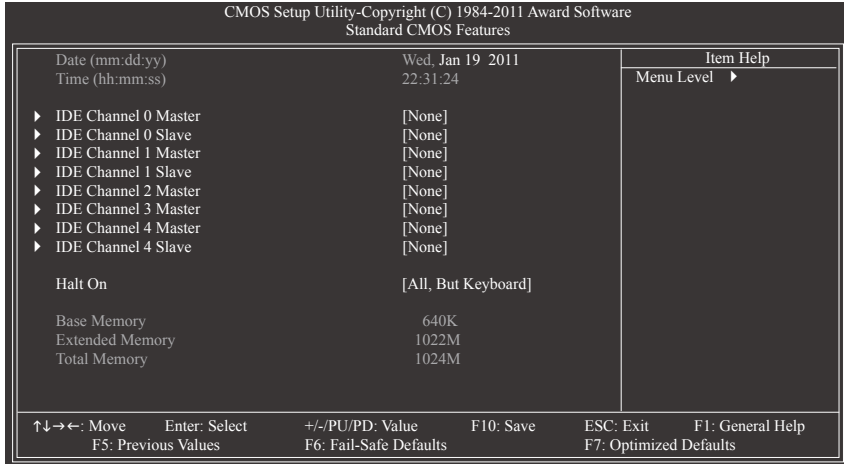 CMOS Setup Utility-Copyright (C) 1984-2011 Award Software
Standard CMOS Features
Date (mm:dd:yy) Wed, Jan 19 2011
Time (hh:mm:ss) 22:31:24
IDE Channel 0 Master [None]
IDE Channel 0 Slave [None]
IDE Channel 1 Master [None]
IDE Channel 1 Slave [None]
IDE Channel 2 Master [None]
IDE Channel 3 Master [None]
IDE Channel 4 Master [None]
IDE Channel 4 Slave [None]
Halt On [All, But Keyboard]
Base Memory 640K
Extended Memory 1022M
Total Memory 1024M
Item Help
Menu Level ▶
↑↓→←: Move Enter: Select +/-/PU/PD: Value F10: Save ESC: Exit F1: General Help
F5: Previous Values F6: Fail-Safe Defaults F7: Optimized Defaults